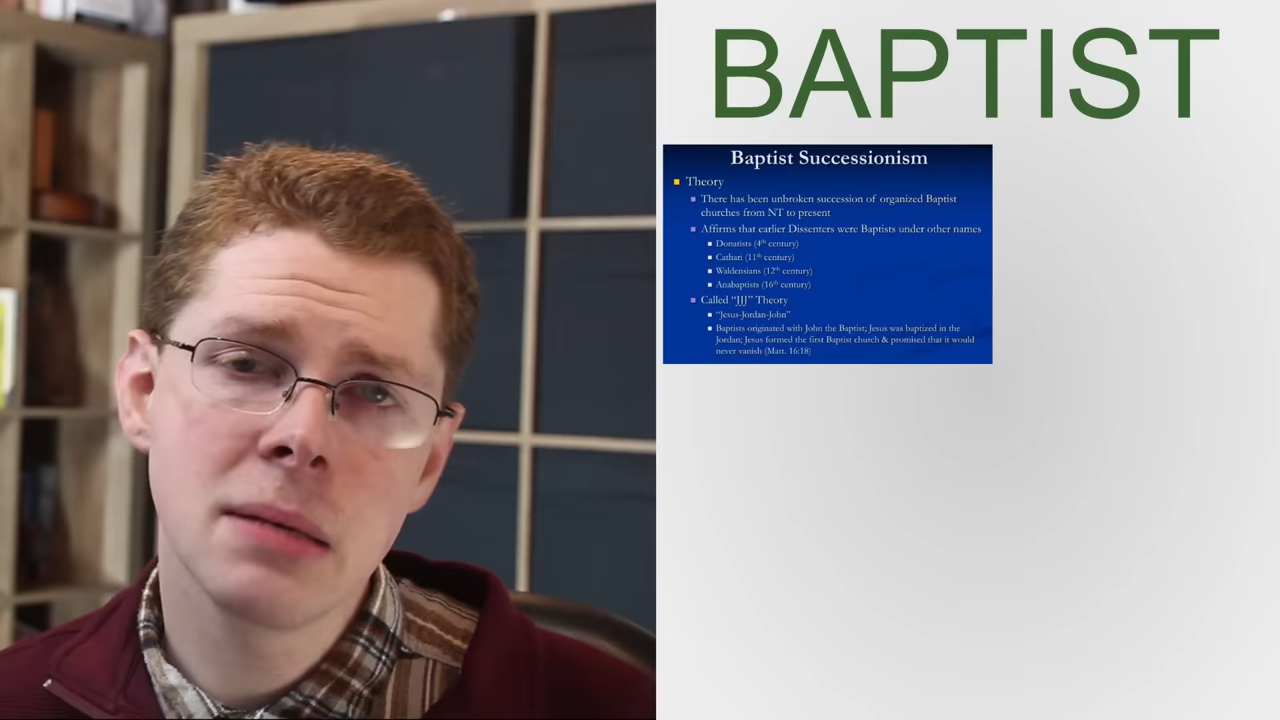 BAPTIST
Baptist Successionism
Theory
There has been unbroken succession of organized Baptist
churches from NT to present
Affirms that earlier Dissenters were Baptists under other names
Donatists (4th century)
Cathari (11th century)
Waldensians (12th century)
Anabaptists (16th century)
Called “JJJ” Theory
“Jesus-Jordan-John”
Baptists originated with John the Baptist; Jesus was baptized in the
Jordan; Jesus formed the first Baptist church & promised that it would
never vanish (Matt. 16:18)